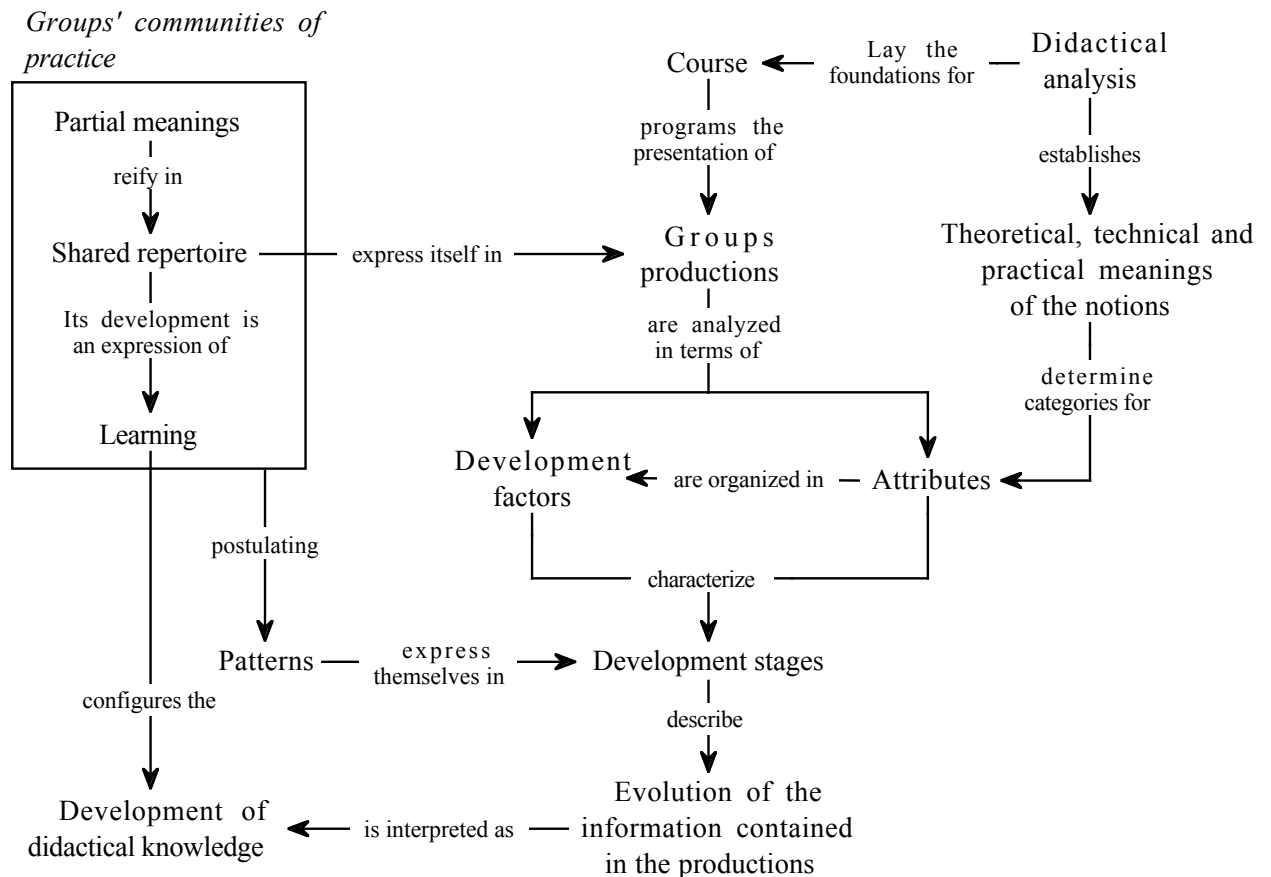 Groups' communities of
practice
Partial meanings
reify in
Shared repertoire
Its development is
an expression of
Learning
express itself in
Course
Lay the
foundations for
Didactical
analysis
programs the
presentation of
establishes
Groups
productions
Theoretical, technical and
practical meanings
of the notions
are analyzed
in terms of
determine
categories for
Development
factors
are organized in
Attributes
postulating
characterize
Patterns
express
themselves in
Development stages
configures the
describe
Development of
didactical knowledge
is interpreted as
Evolution of the
information contained
in the productions